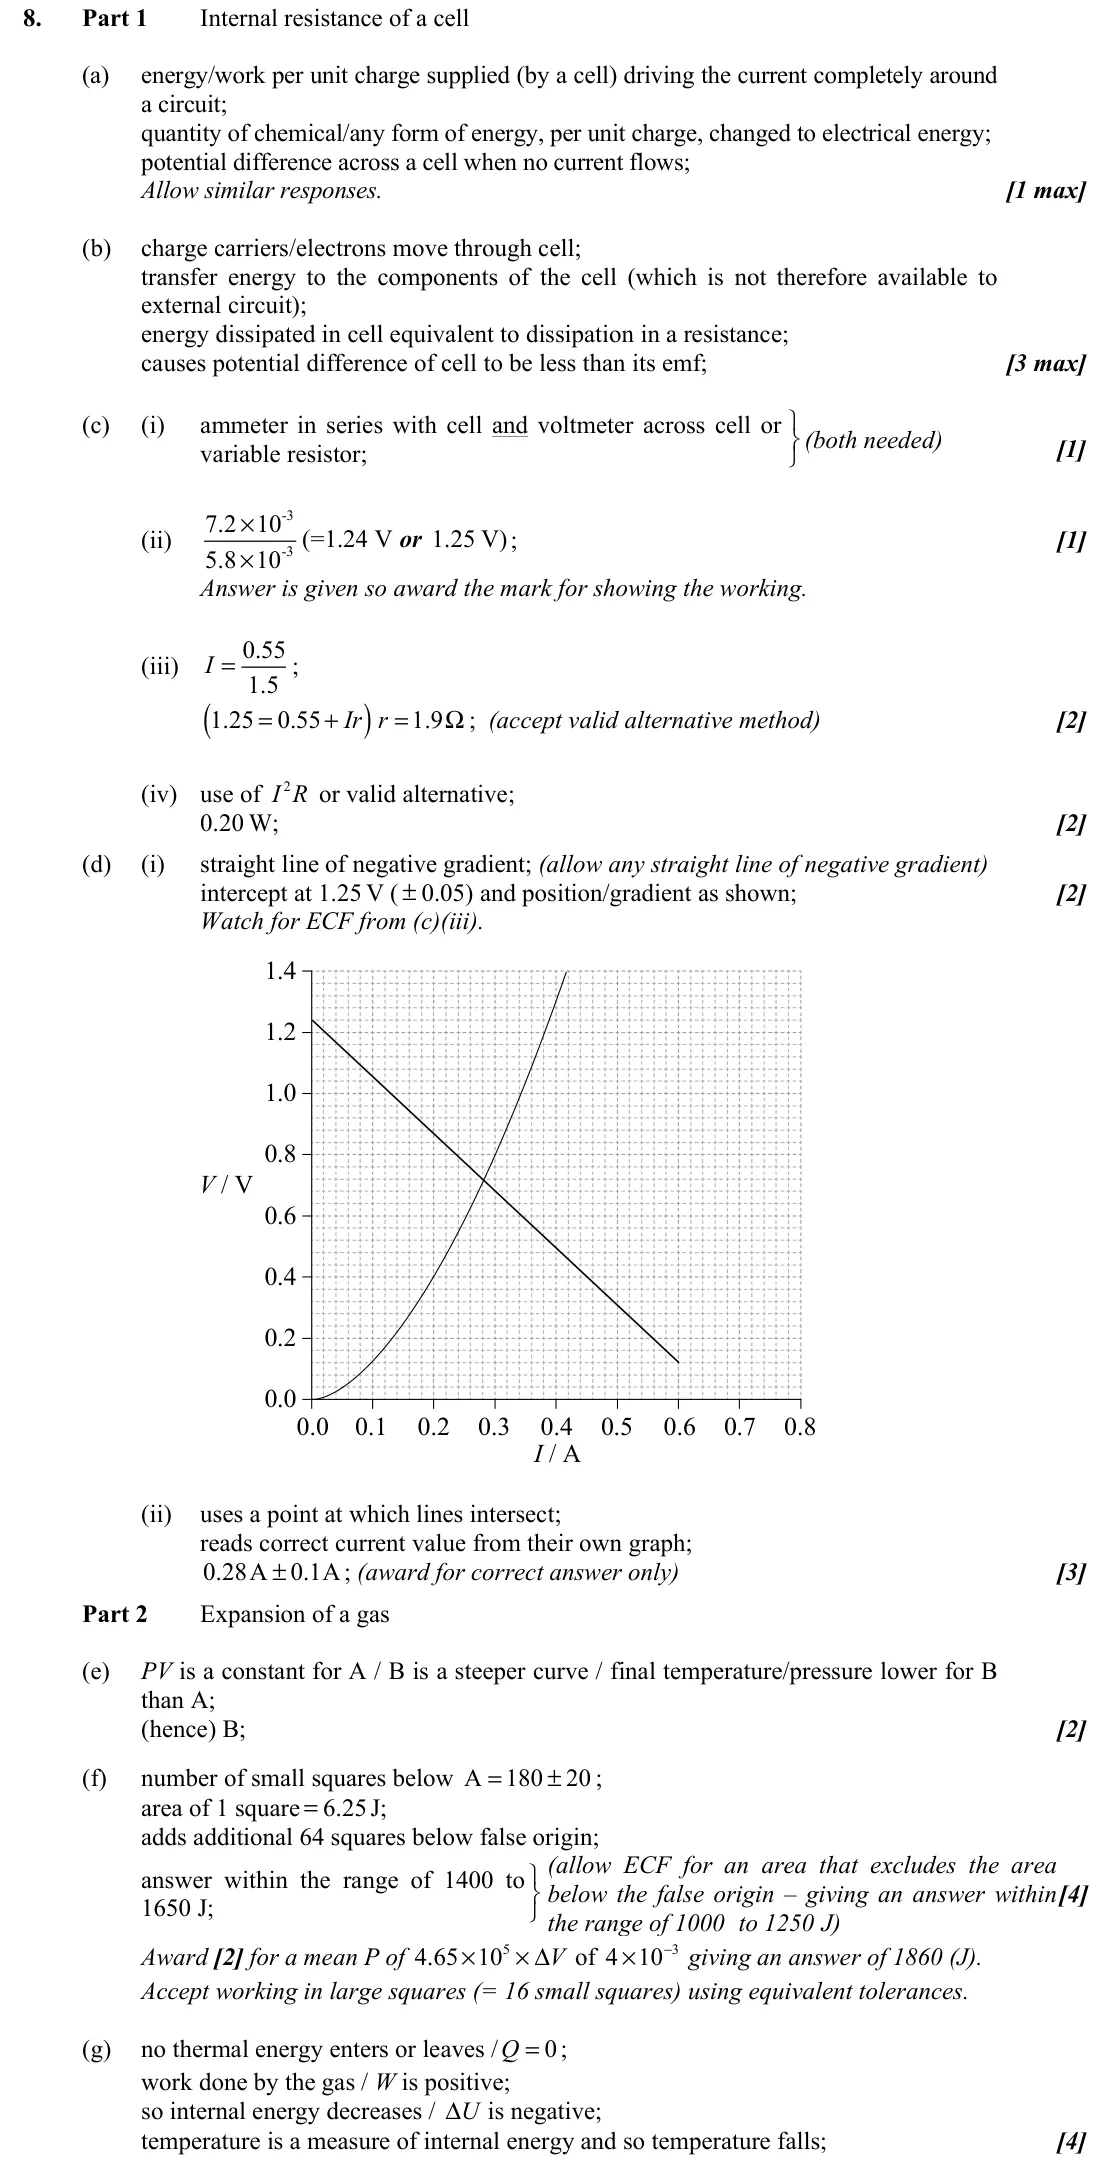 8. Part 1 Internal resistance of a cell
(a) energy/work per unit charge supplied (by a cell) driving the current completely around
a circuit;
quantity of chemical/any form of energy, per unit charge, changed to electrical energy;
potential difference across a cell when no current flows;
Allow similar responses. [1 max]
(b) charge carriers/electrons move through cell;
transfer energy to the components of the cell (which is not therefore available to
external circuit);
energy dissipated in cell equivalent to dissipation in a resistance;
causes potential difference of cell to be less than its emf; [3 max]
(c) (i) ammeter in series with cell and voltmeter across cell or
variable resistor; } (both needed) [1]
(ii) 7.2×10⁻³ / 5.8×10⁻³ (=1.24 V or 1.25 V); [1]
Answer is given so award the mark for showing the working.
(iii) I = 0.55 / 1.5 ;
(1.25 = 0.55 + Ir) r = 1.9Ω; (accept valid alternative method) [2]
(iv) use of I²R or valid alternative;
0.20 W; [2]
(d) (i) straight line of negative gradient; (allow any straight line of negative gradient)
intercept at 1.25 V (±0.05) and position/gradient as shown; [2]
Watch for ECF from (c)(iii).
1.4
1.2
1.0
0.8
V / V
0.6
0.4
0.2
0.0
0.0 0.1 0.2 0.3 0.4 0.5 0.6 0.7 0.8
I / A
(ii) uses a point at which lines intersect;
reads correct current value from their own graph;
0.28 A ± 0.1 A; (award for correct answer only) [3]
Part 2 Expansion of a gas
(e) PV is a constant for A / B is a steeper curve / final temperature/pressure lower for B
than A;
(hence) B; [2]
(f) number of small squares below A = 180 ± 20;
area of 1 square = 6.25 J;
adds additional 64 squares below false origin;
answer within the range of 1400 to
1650 J; }
(allow ECF for an area that excludes the area
below the false origin – giving an answer within [4]
the range of 1000 to 1250 J)
Award [2] for a mean P of 4.65×10⁵ × ΔV of 4×10⁻³ giving an answer of 1860 (J).
Accept working in large squares (= 16 small squares) using equivalent tolerances.
(g) no thermal energy enters or leaves / Q = 0;
work done by the gas / W is positive;
so internal energy decreases / ΔU is negative;
temperature is a measure of internal energy and so temperature falls; [4]